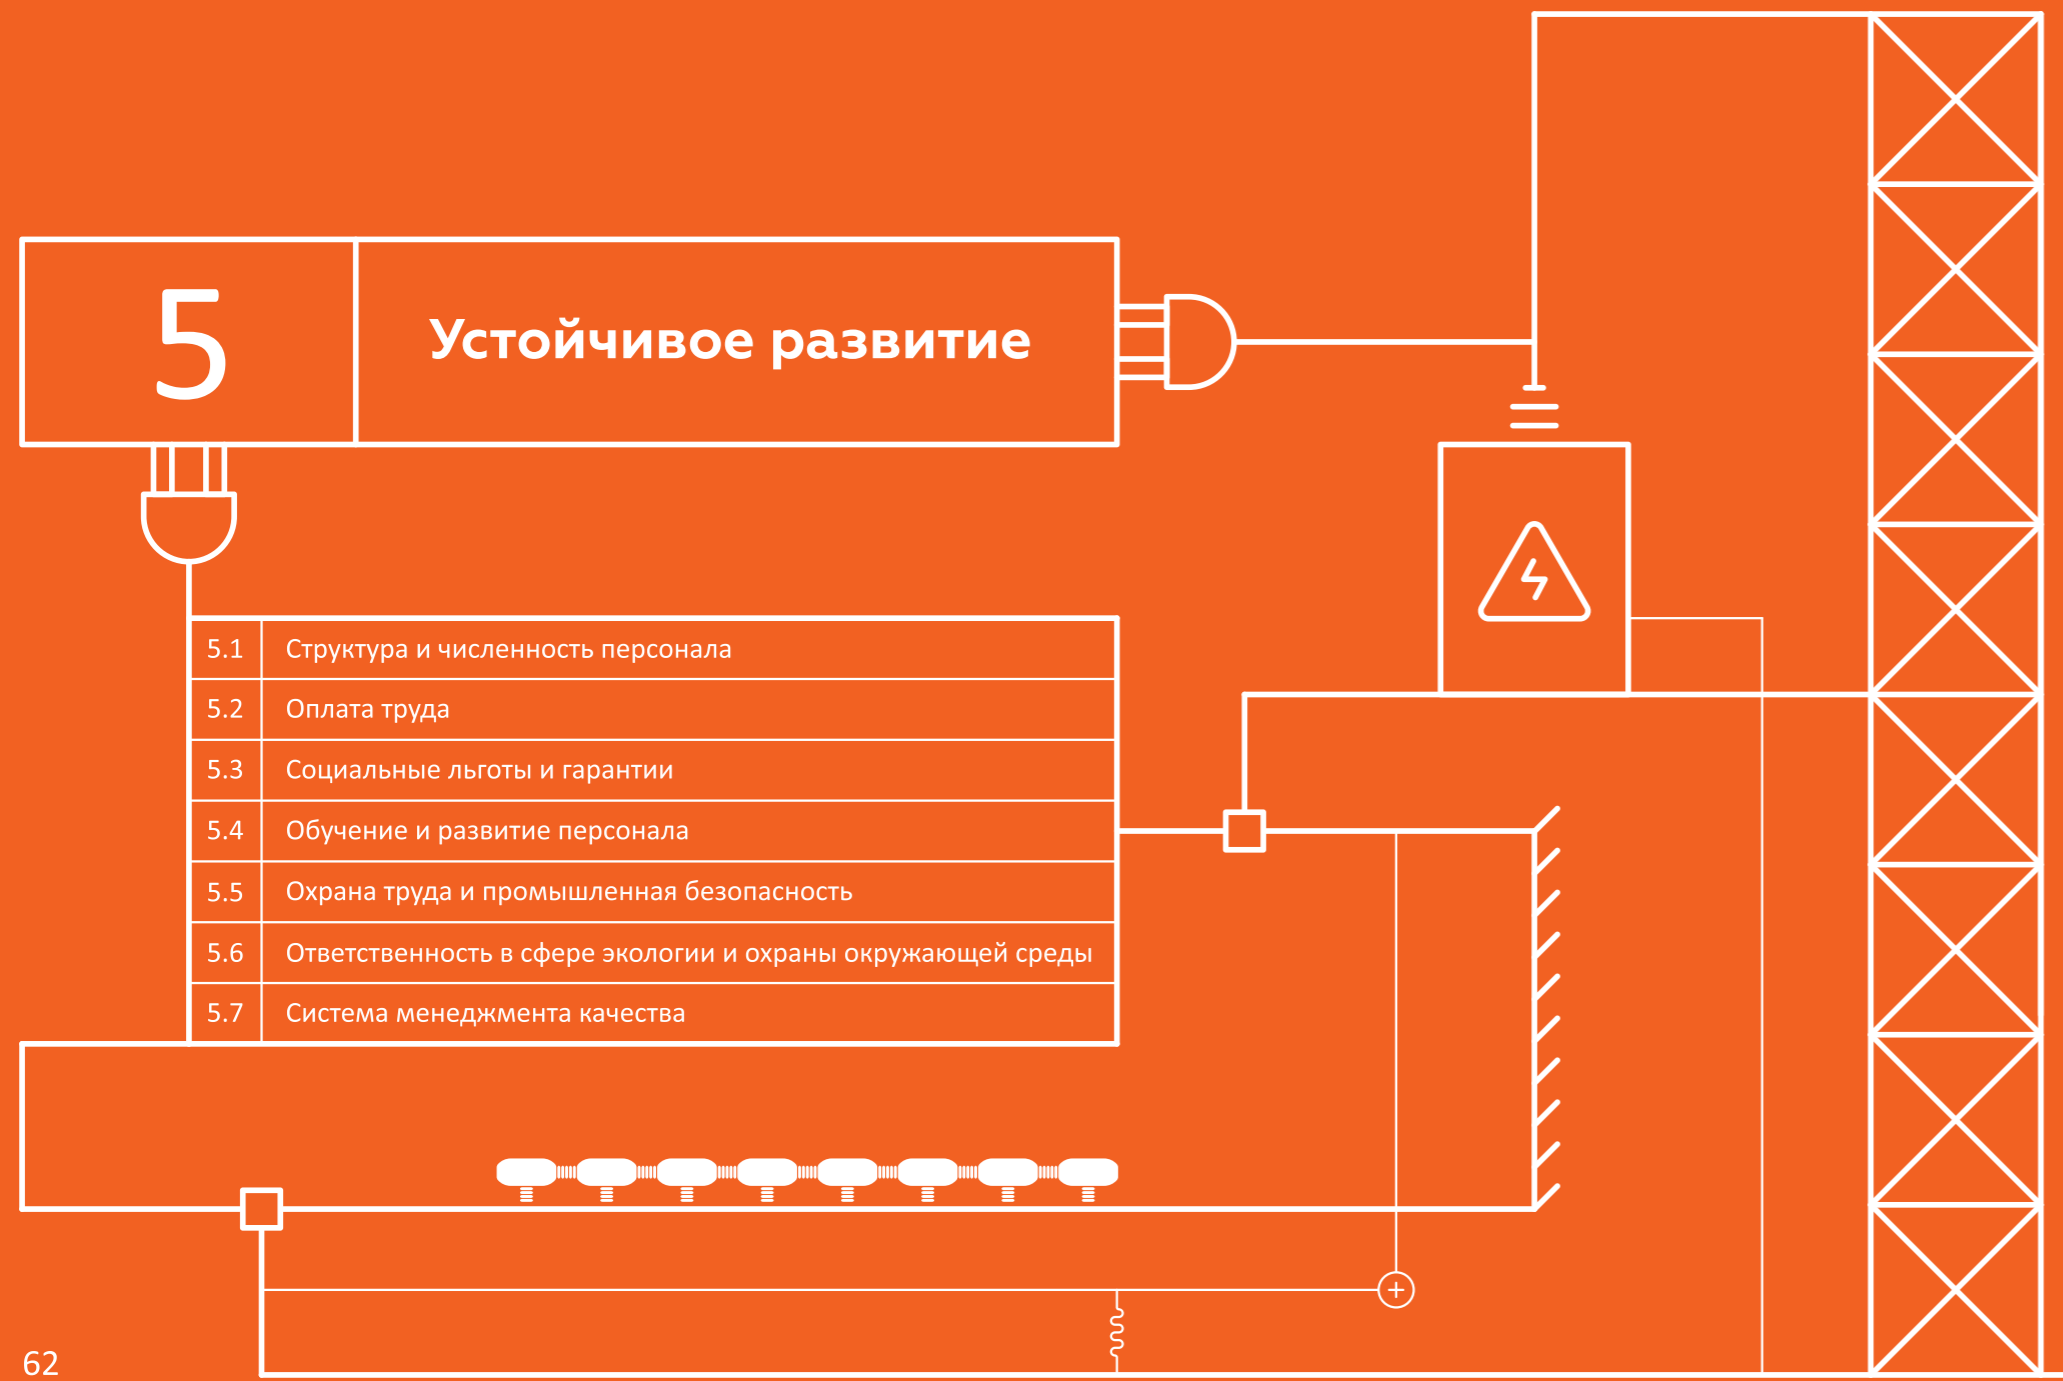 5
Устойчивое развитие
5.1 Структура и численность персонала
5.2 Оплата труда
5.3 Социальные льготы и гарантии
5.4 Обучение и развитие персонала
5.5 Охрана труда и промышленная безопасность
5.6 Ответственность в сфере экологии и охраны окружающей среды
5.7 Система менеджмента качества
62